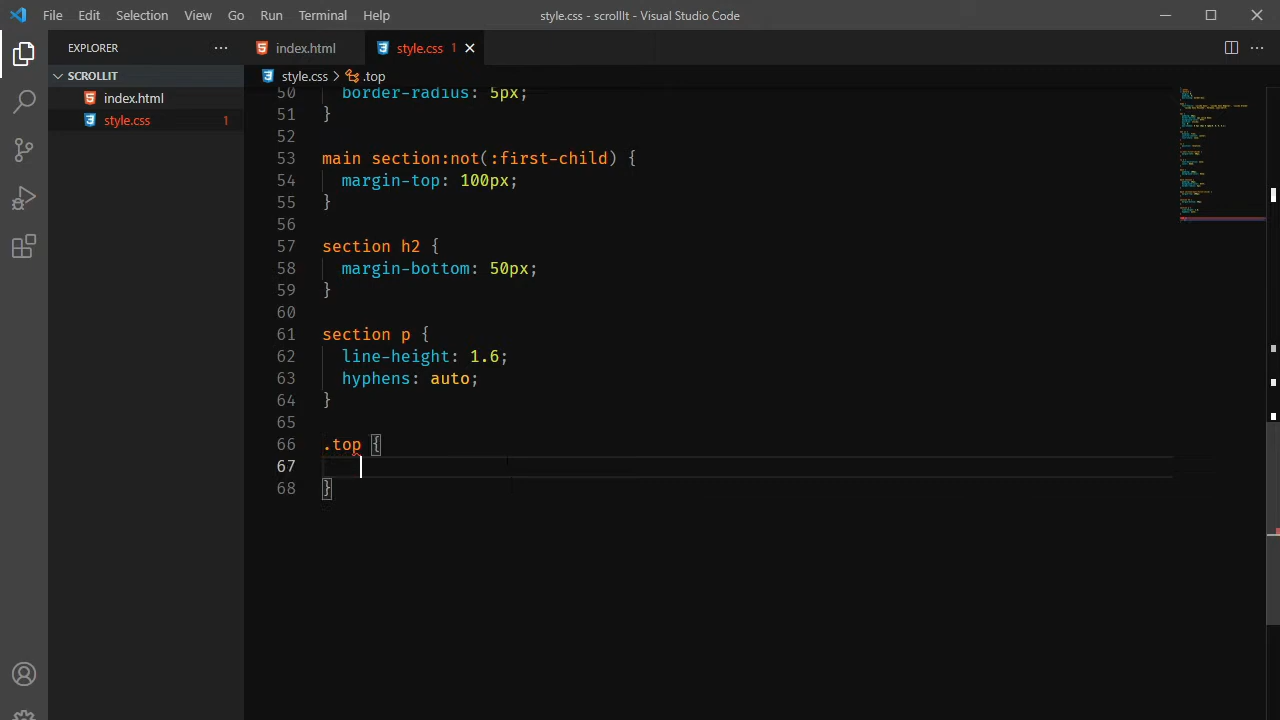 File Edit Selection View Go Run Terminal Help
style.css - scrollIt - Visual Studio Code
EXPLORER
SCROLLIT
index.html
style.css 1
index.html
style.css 1
style.css > .top
50 border-radius: 5px;
51 }
52
53 main section:not(:first-child) {
54 margin-top: 100px;
55 }
56
57 section h2 {
58 margin-bottom: 50px;
59 }
60
61 section p {
62 line-height: 1.6;
63 hyphens: auto;
64 }
65
66 .top {
67
68 }